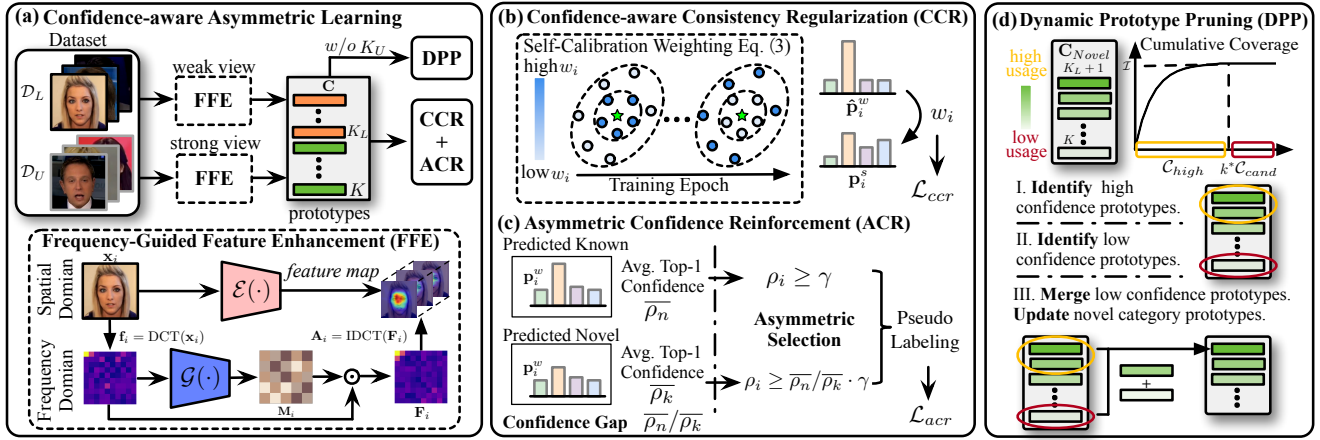 (a) Confidence-aware Asymmetric Learning
Dataset
𝒟_L
𝒟_U
weak view
FFE
strong view
FFE
w/o K_U
DPP
C
K_L
K
prototypes
CCR
+
ACR
Frequency-Guided Feature Enhancement (FFE)
Spatial
Domian
x_i
ℰ(·)
feature map
f_i = DCT(x_i)
A_i = IDCT(F_i)
Frequency
Domian
𝒢(·)
M_i
F_i
(b) Confidence-aware Consistency Regularization (CCR)
Self-Calibration Weighting Eq. (3)
high w_i
low w_i
Training Epoch
p̂_i^w
p_i^s
w_i
ℒ_ccr
(c) Asymmetric Confidence Reinforcement (ACR)
Predicted Known
p_i^w
Avg. Top-1
Confidence
\overline{ρ_n}
ρ_i ≥ γ
Asymmetric
Selection
Predicted Novel
p_i^w
Avg. Top-1
Confidence
\overline{ρ_k}
ρ_i ≥ \overline{ρ_n}/\overline{ρ_k} · γ
Confidence Gap \overline{ρ_n}/\overline{ρ_k}
Pseudo
Labeling
ℒ_acr
(d) Dynamic Prototype Pruning (DPP)
high
usage
low
usage
C_Novel
K_L + 1
K
Cumulative Coverage
ℐ
𝒞_high
k*
𝒞_cand
I. Identify high
confidence prototypes.
II. Identify low
confidence prototypes.
III. Merge low confidence prototypes.
Update novel category prototypes.
+